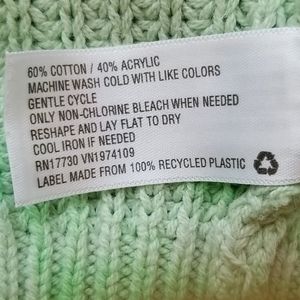 60% COTTON / 40% ACRYLIC
MACHINE WASH COLD WITH LIKE COLORS
GENTLE CYCLE
ONLY NON-CHLORINE BLEACH WHEN NEEDED
RESHAPE AND LAY FLAT TO DRY
COOL IRON IF NEEDED
RN17730 VN1974109
LABEL MADE FROM 100% RECYCLED PLASTIC